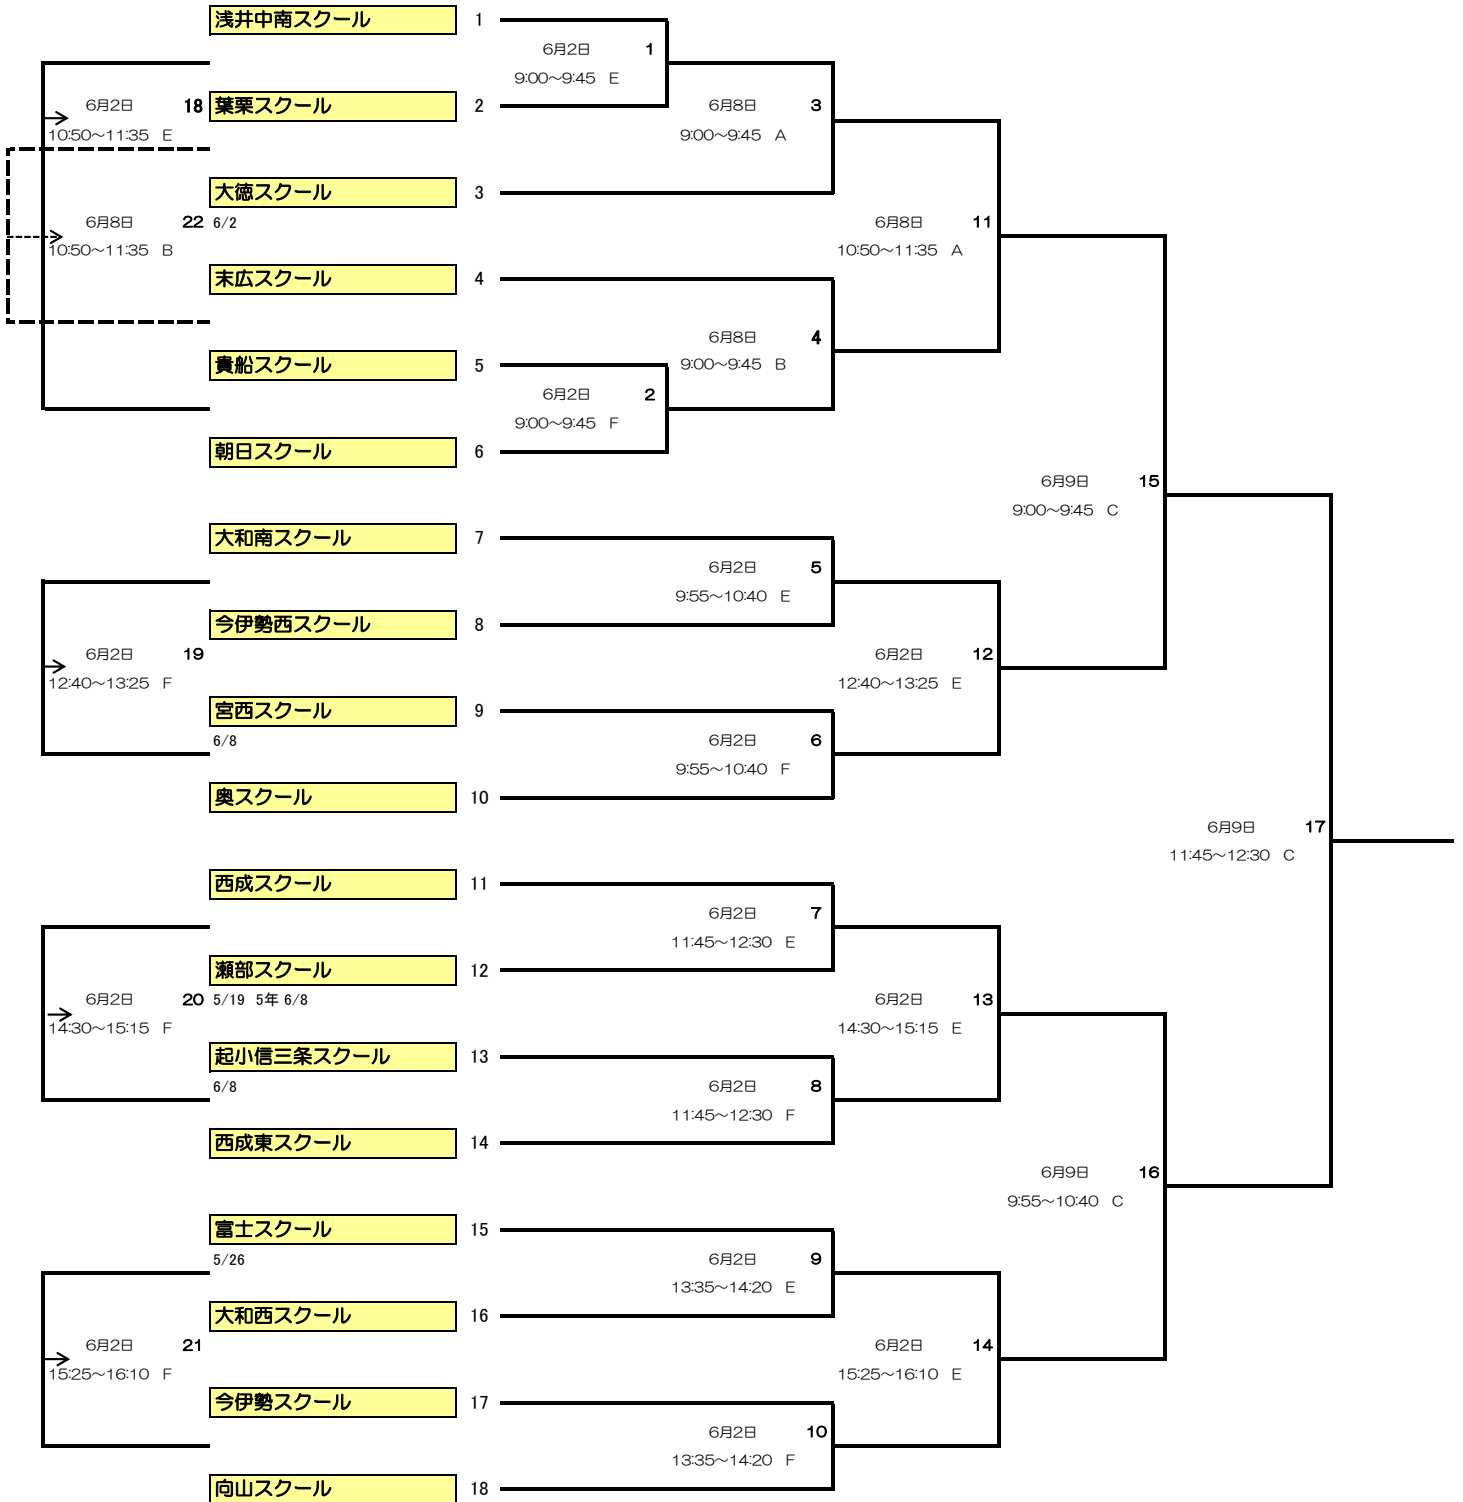 浅井中南スクール 1
6月2日 1
9:00～9:45 E
6月2日 18 葉栗スクール 2 6月8日 3
10:50～11:35 E 9:00～9:45 A
大徳スクール 3
6月8日 22 6/2 6月8日 11
10:50～11:35 B 10:50～11:35 A
末広スクール 4
6月8日 4
貴船スクール 5 9:00～9:45 B
6月2日 2
9:00～9:45 F
朝日スクール 6
6月9日 15
9:00～9:45 C
大和南スクール 7
6月2日 5
9:55～10:40 E
今伊勢西スクール 8
6月2日 19 6月2日 12
12:40～13:25 F 12:40～13:25 E
宮西スクール 9
6/8 6月2日 6
9:55～10:40 F
奥スクール 10
6月9日 17
11:45～12:30 C
西成スクール 11
6月2日 7
11:45～12:30 E
瀬部スクール 12
6月2日 20 5/19 5年 6/8 6月2日 13
14:30～15:15 F 14:30～15:15 E
起小信三条スクール 13
6/8 6月2日 8
11:45～12:30 F
西成東スクール 14
6月9日 16
9:55～10:40 C
富士スクール 15
5/26 6月2日 9
13:35～14:20 E
大和西スクール 16
6月2日 21 6月2日 14
15:25～16:10 F 15:25～16:10 E
今伊勢スクール 17
6月2日 10
13:35～14:20 F
向山スクール 18